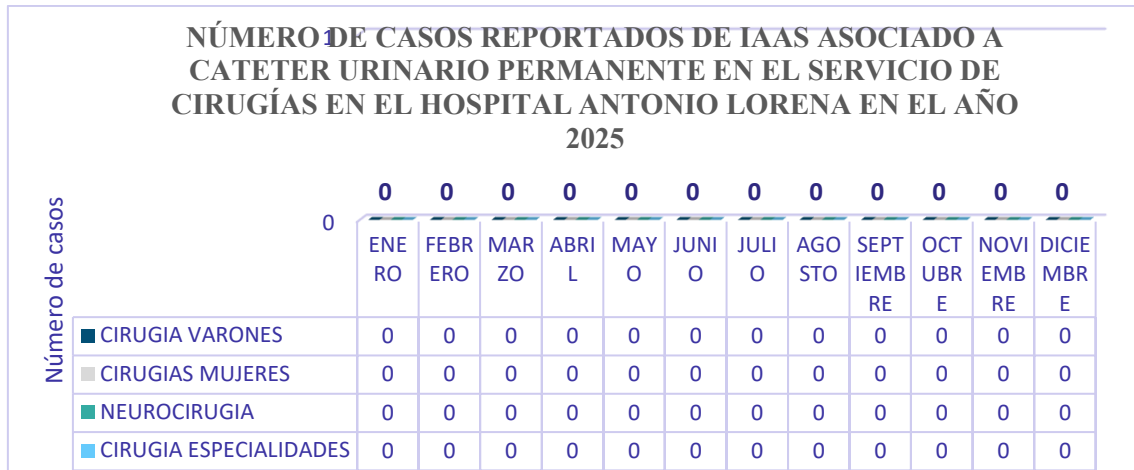 1
NÚMERO DE CASOS REPORTADOS DE IAAS ASOCIADO A
CATETER URINARIO PERMANENTE EN EL SERVICIO DE
CIRUGÍAS EN EL HOSPITAL ANTONIO LORENA EN EL AÑO
2025
Número de casos
0 0 0 0 0 0 0 0 0 0 0 0
0
ENE FEBR MAR ABRI MAY JUNI JULI AGO SEPT OCT NOVI DICIE
RO ERO ZO L O O O STO IEMB UBR EMB MBR
RE E RE E
CIRUGIA VARONES 0 0 0 0 0 0 0 0 0 0 0 0
CIRUGIAS MUJERES 0 0 0 0 0 0 0 0 0 0 0 0
NEUROCIRUGIA 0 0 0 0 0 0 0 0 0 0 0 0
CIRUGIA ESPECIALIDADES 0 0 0 0 0 0 0 0 0 0 0 0